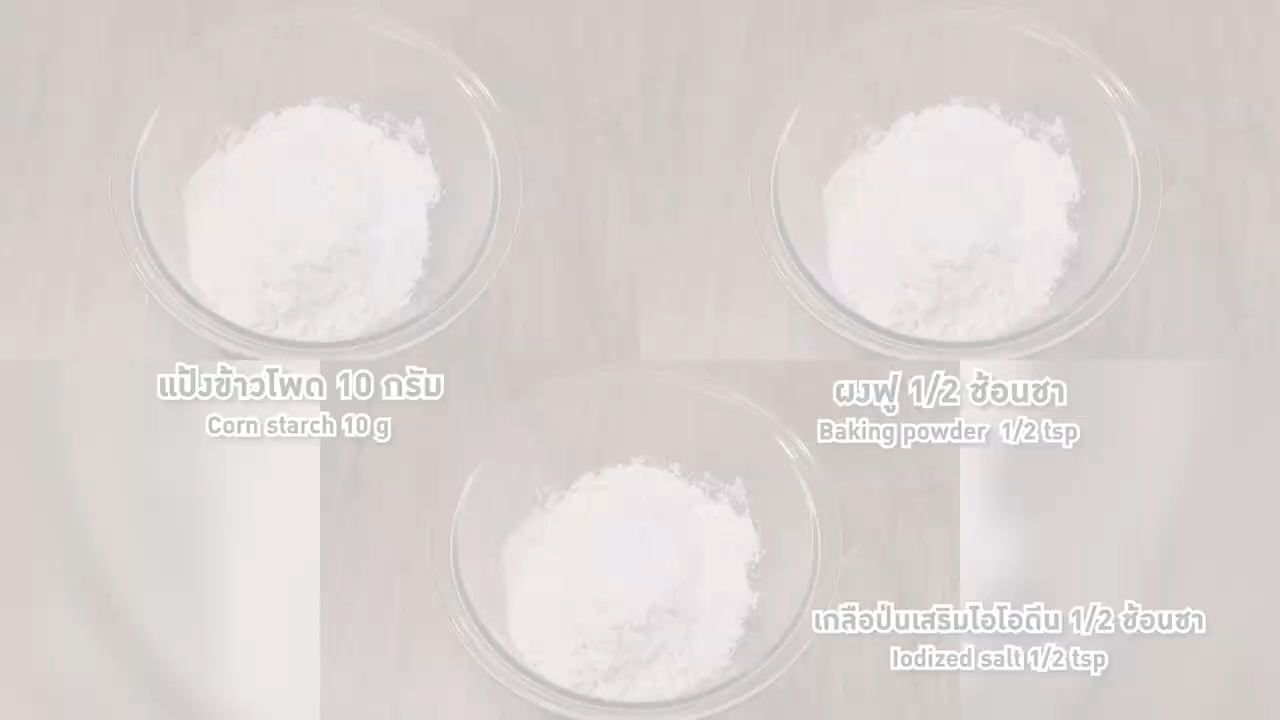 แป้งข้าวโพด 10 กรัม
Corn starch 10 g
ผงฟู 1/2 ช้อนชา
Baking powder 1/2 tsp
เกลือป่นเสริมไอโอดีน 1/2 ช้อนชา
Iodized salt 1/2 tsp